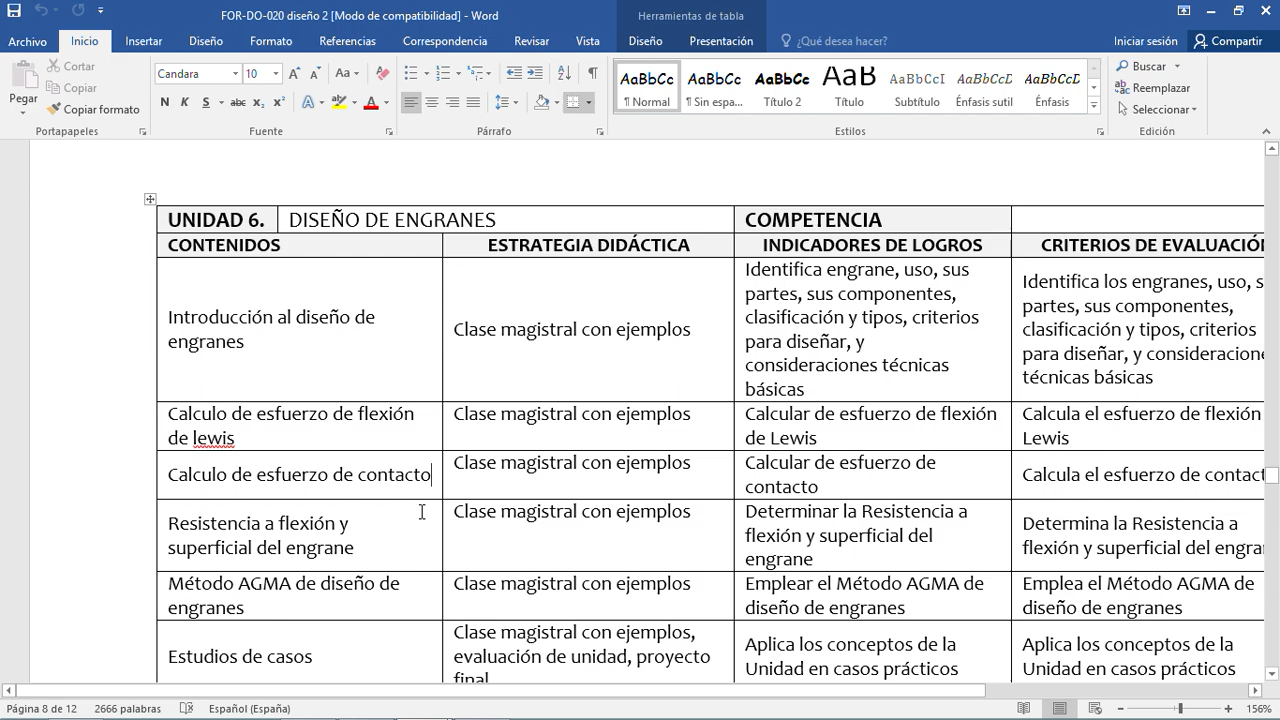 FOR-DO-020 diseño 2 [Modo de compatibilidad] - Word
Herramientas de tabla
Archivo Inicio Insertar Diseño Formato Referencias Correspondencia Revisar Vista Diseño Presentación ¿Qué desea hacer? Iniciar sesión Compartir
Pegar
Cortar
Copiar
Copiar formato
Portapapeles
Candara 10
Fuente
Párrafo
AaBbCc AaBbCc AaBbCc AaB AaBbCcI AaBbCc AaBbCc
¶ Normal ¶ Sin espa... Título 2 Título Subtítulo Énfasis sutil Énfasis
Estilos
Buscar
Reemplazar
Seleccionar
Edición
UNIDAD 6. DISEÑO DE ENGRANES COMPETENCIA
CONTENIDOS ESTRATEGIA DIDÁCTICA INDICADORES DE LOGROS CRITERIOS DE EVALUACIÓN
Introducción al diseño de
engranes
Clase magistral con ejemplos
Identifica engrane, uso, sus
partes, sus componentes,
clasificación y tipos, criterios
para diseñar, y
consideraciones técnicas
básicas
Identifica los engranes, uso, s
partes, sus componentes,
clasificación y tipos, criterios
para diseñar, y consideracione
técnicas básicas
Calculo de esfuerzo de flexión
de lewis
Clase magistral con ejemplos
Calcular de esfuerzo de flexión
de Lewis
Calcula el esfuerzo de flexión
Lewis
Calculo de esfuerzo de contacto
Clase magistral con ejemplos
Calcular de esfuerzo de
contacto
Calcula el esfuerzo de contact
Resistencia a flexión y
superficial del engrane
Clase magistral con ejemplos
Determinar la Resistencia a
flexión y superficial del
engrane
Determina la Resistencia a
flexión y superficial del engra
Método AGMA de diseño de
engranes
Clase magistral con ejemplos
Emplear el Método AGMA de
diseño de engranes
Emplea el Método AGMA de
diseño de engranes
Estudios de casos
Clase magistral con ejemplos,
evaluación de unidad, proyecto
final
Aplica los conceptos de la
Unidad en casos prácticos
Aplica los conceptos de la
Unidad en casos prácticos
Página 8 de 12 2666 palabras Español (España) 156%